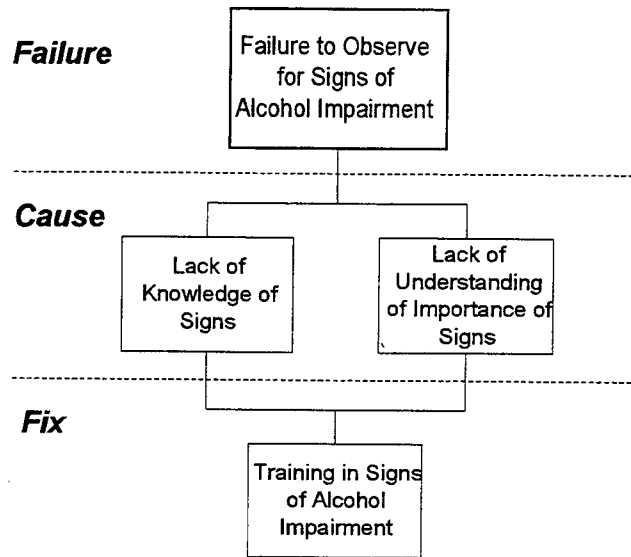 Failure
Failure to Observe
for Signs of
Alcohol Impairment
Cause
Lack of
Knowledge of
Signs
Lack of
Understanding
of Importance of
Signs
Fix
Training in Signs
of Alcohol
Impairment